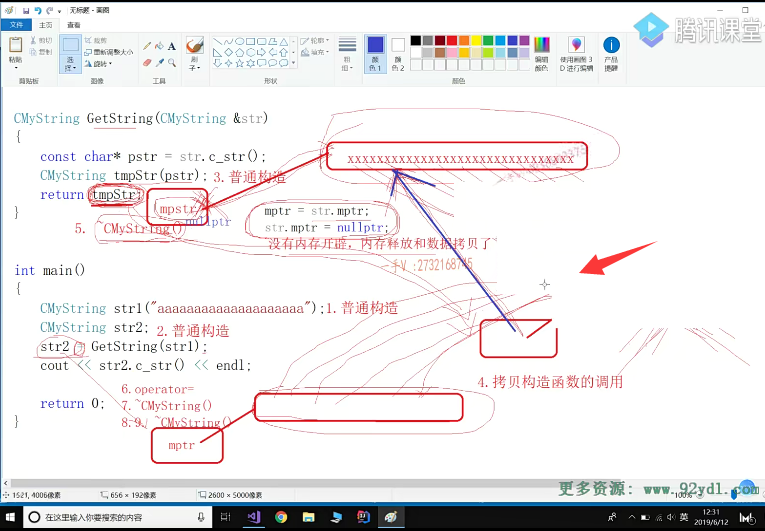 无标题 - 画图
腾讯课堂
文件
主页
查看
粘贴
剪切
复制
选择
裁剪
重新调整大小
旋转
刷子
轮廓
填充
粗细
颜色 1
颜色 2
编辑颜色
使用画图 3D 进行编辑
产品提醒
剪贴板
图像
工具
形状
颜色
CMyString GetString(CMyString &str)
{
const char* pstr = str.c_str();
xxxxxxxxxxxxxxxxxxxxxxxxxxxxxxx
CMyString tmpStr(pstr);
3.普通构造
return tmpStr;
mpstr
nullptr
mptr = str.mptr;
str.mptr = nullptr;
}
5. ~CMyString()
没有内存开辟，内存释放和数据拷贝了~
int main()
{
CMyString str1("aaaaaaaaaaaaaaaaaaaa");
1.普通构造
CMyString str2;
2.普通构造
str2 = GetString(str1);
cout << str2.c_str() << endl;
4.拷贝构造函数的调用
6.operator=
return 0;
7.~CMyString()
8.9. ~CMyString()
}
mptr
更多资源：www.92ydl.com
1521, 4006像素
656 × 192像素
2600 × 5000像素
100%
在这里输入你要搜索的内容
英
12:31
2019/6/12